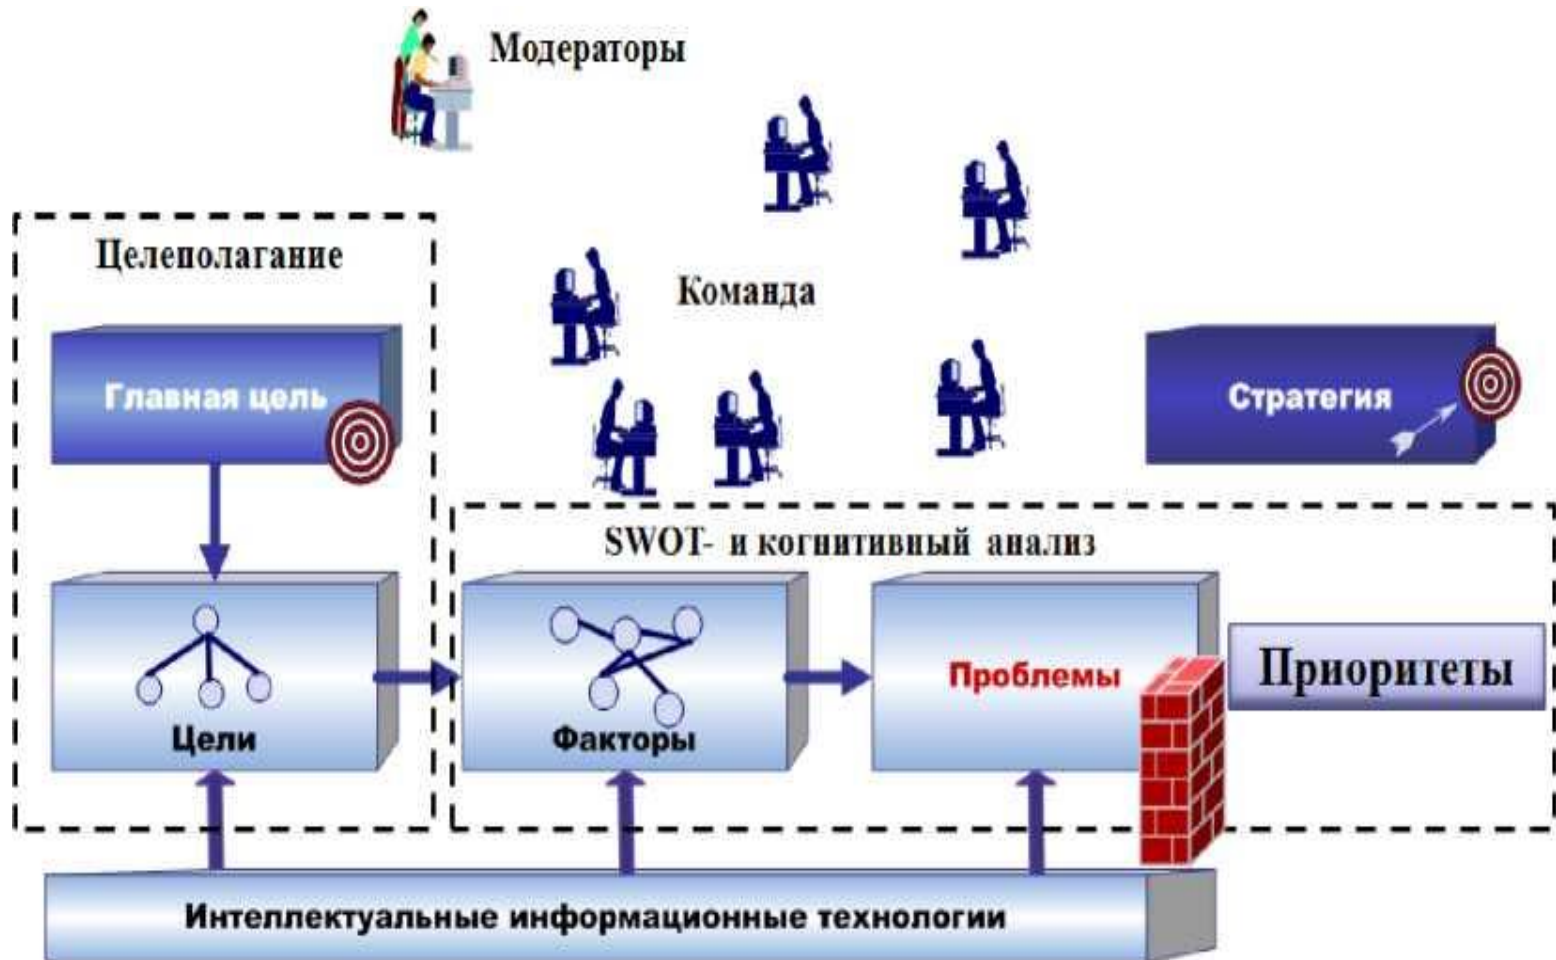 Модераторы
Целеполагание
Команда
Главная цель
Стратегия
SWOT- и когнитивный анализ
Цели
Факторы
Проблемы
Приоритеты
Интеллектуальные информационные технологии